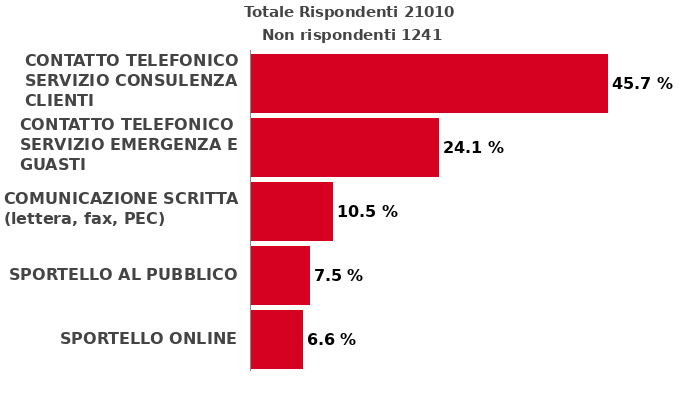 Totale Rispondenti 21010
Non rispondenti 1241
CONTATTO TELEFONICO
SERVIZIO CONSULENZA
CLIENTI
45.7 %
CONTATTO TELEFONICO
SERVIZIO EMERGENZA E
GUASTI
24.1 %
COMUNICAZIONE SCRITTA
(lettera, fax, PEC)
10.5 %
SPORTELLO AL PUBBLICO
7.5 %
SPORTELLO ONLINE
6.6 %